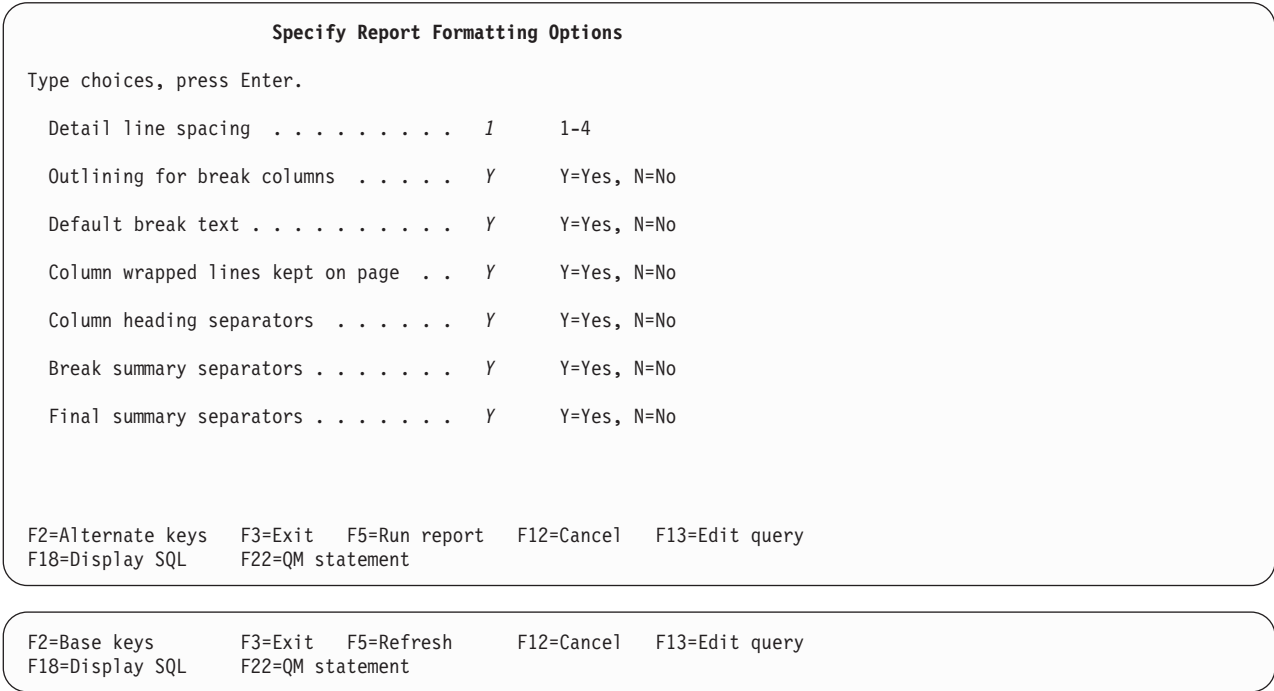 Specify Report Formatting Options
Type choices, press Enter.
Detail line spacing . . . . . . . . . 1 1-4
Outlining for break columns . . . . . Y Y=Yes, N=No
Default break text . . . . . . . . . . Y Y=Yes, N=No
Column wrapped lines kept on page . . Y Y=Yes, N=No
Column heading separators . . . . . . Y Y=Yes, N=No
Break summary separators . . . . . . . Y Y=Yes, N=No
Final summary separators . . . . . . . Y Y=Yes, N=No
F2=Alternate keys F3=Exit F5=Run report F12=Cancel F13=Edit query
F18=Display SQL F22=QM statement
F2=Base keys F3=Exit F5=Refresh F12=Cancel F13=Edit query
F18=Display SQL F22=QM statement